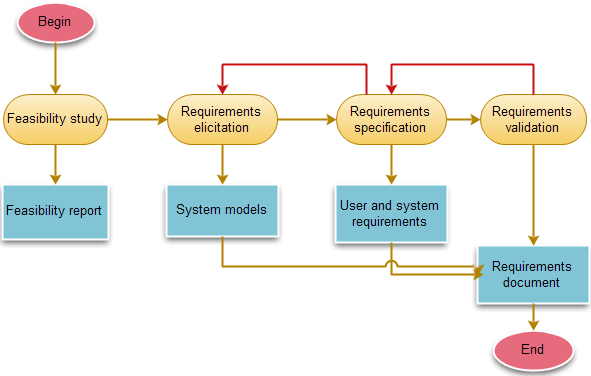 Begin
Feasibility study
Requirements
elicitation
Requirements
specification
Requirements
validation
Feasibility report
System models
User and system
requirements
Requirements
document
End